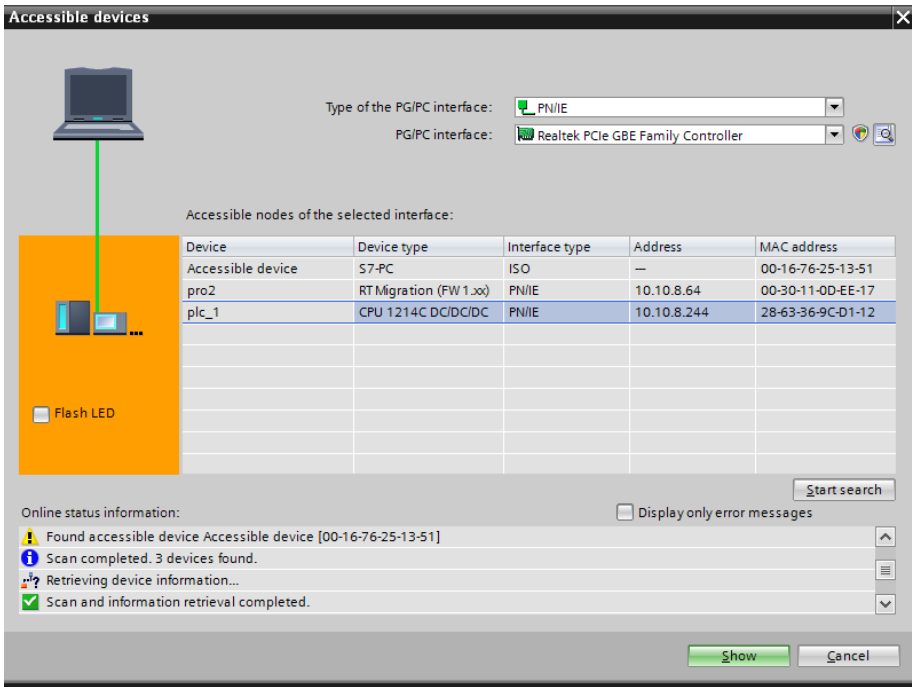 Accessible devices
Type of the PG/PC interface: PN/IE
PG/PC interface: Realtek PCIe GBE Family Controller
Accessible nodes of the selected interface:
Device Device type Interface type Address MAC address
Accessible device S7-PC ISO — 00-16-76-25-13-51
pro2 RT Migration (FW 1.xx) PN/IE 10.10.8.64 00-30-11-0D-EE-17
plc_1 CPU 1214C DC/DC/DC PN/IE 10.10.8.244 28-63-36-9C-D1-12
Flash LED
Start search
Online status information: Display only error messages
Found accessible device Accessible device [00-16-76-25-13-51]
Scan completed. 3 devices found.
Retrieving device information...
Scan and information retrieval completed.
Show Cancel